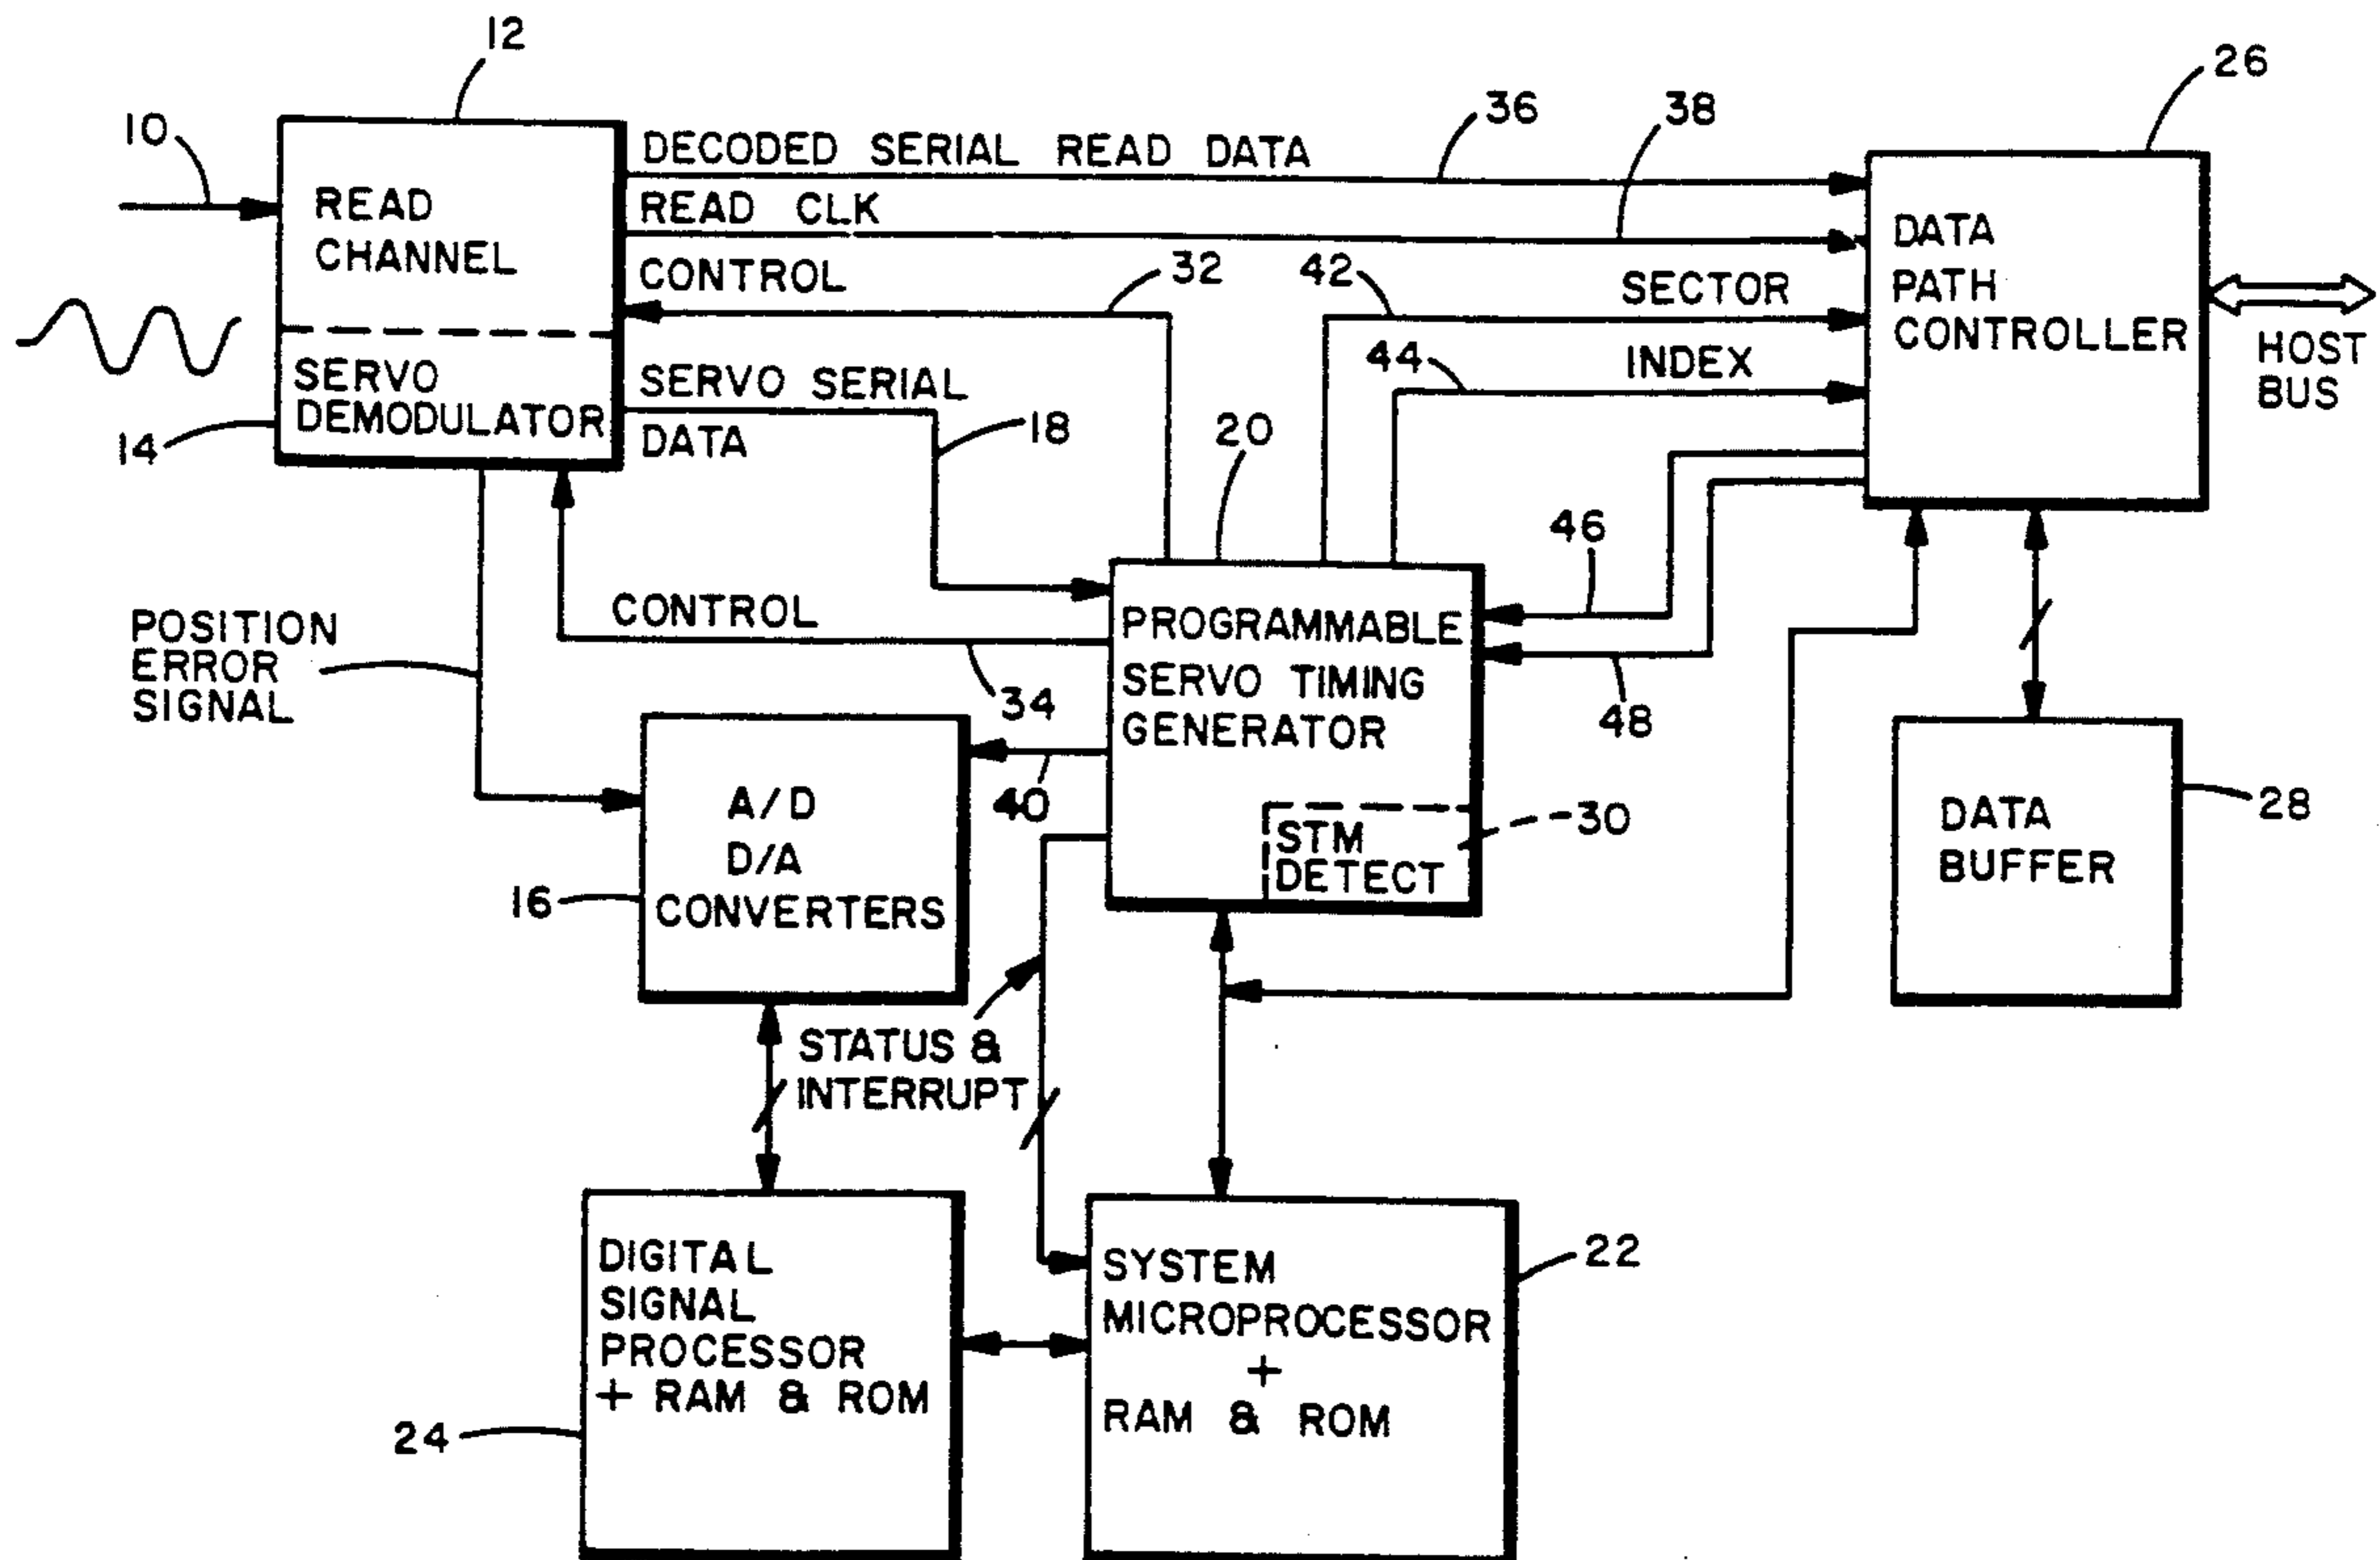 12
26
10
36
38
DECODED SERIAL READ DATA
READ CLK
READ
CHANNEL
CONTROL
32
42
SECTOR
DATA
PATH
CONTROLLER
HOST
BUS
44
INDEX
SERVO
DEMODULATOR
14
SERVO SERIAL
DATA
18
20
46
48
CONTROL
34
POSITION
ERROR
SIGNAL
PROGRAMMABLE
SERVO TIMING
GENERATOR
40
STM
DETECT
30
A/D
D/A
CONVERTERS
16
DATA
BUFFER
28
STATUS &
INTERRUPT
DIGITAL
SIGNAL
PROCESSOR
+ RAM & ROM
24
SYSTEM
MICROPROCESSOR
+
RAM & ROM
22